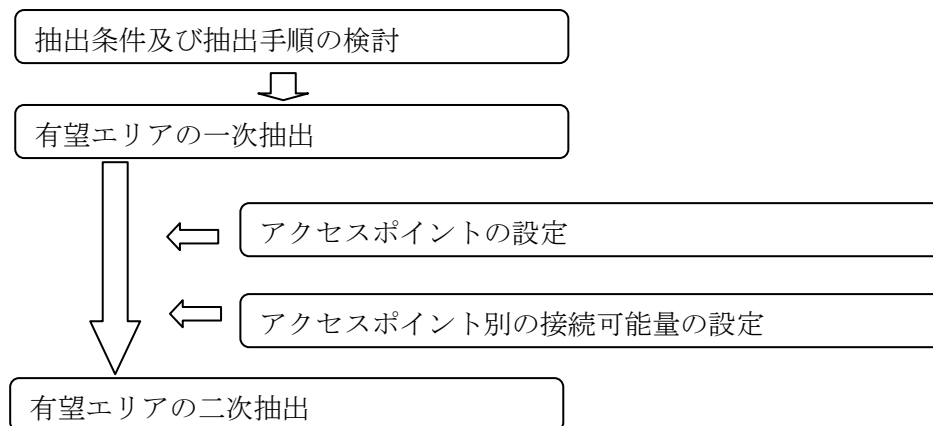 抽出条件及び抽出手順の検討
有望エリアの一次抽出
アクセスポイントの設定
アクセスポイント別の接続可能量の設定
有望エリアの二次抽出